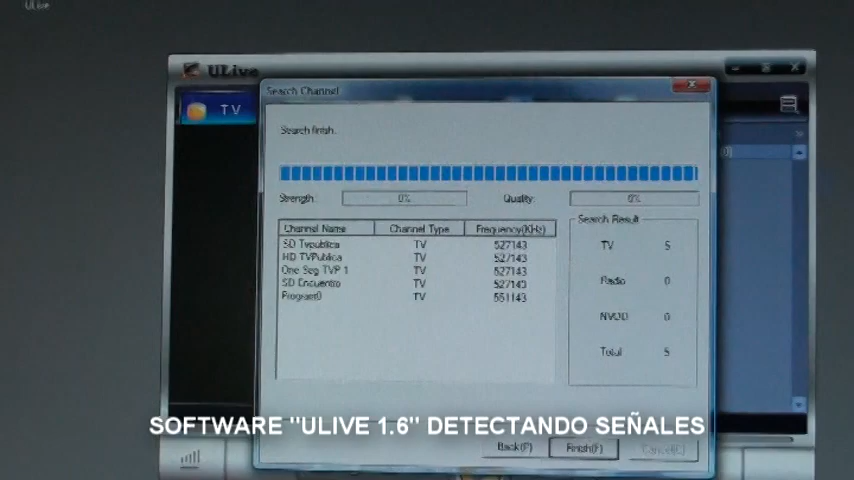 ULive
ULive
Search Channel
TV
Search finish.
Strength: 0% Quality: 0%
Channel Name Channel Type Frequency(KHz) Search Result
SD Tvpublica TV 527143 TV 5
HD TVPublica TV 527143
One Seg TVP 1 TV 527143
SD Encuentro TV 527143 Radio 0
Program0 TV 551143
NVOD 0
Total 5
SOFTWARE "ULIVE 1.6" DETECTANDO SEÑALES
Back(P) Finish(F) Cancel(C)